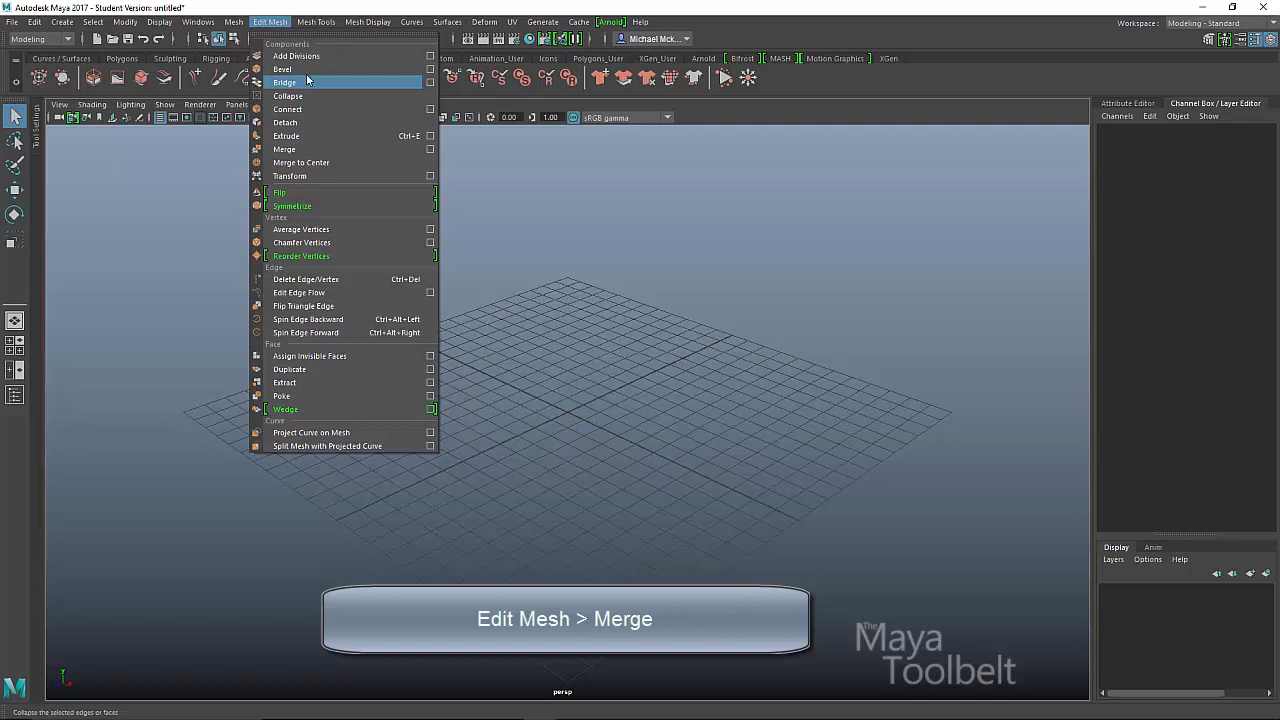 Autodesk Maya 2017 - Student Version: untitled*
File Edit Create Select Modify Display Windows Mesh Edit Mesh Mesh Tools Mesh Display Curves Surfaces Deform UV Generate Cache [Arnold] Help
Workspace : Modeling - Standard
Modeling
Michael Mck...
Curves / Surfaces Polygons Sculpting Rigging
Animation_User Icons Polygons_User XGen_User Arnold Bifrost MASH Motion Graphics XGen
View Shading Lighting Show Renderer Panels
0.00 1.00 sRGB gamma
Tool Settings
Components
Add Divisions
Bevel
Bridge
Collapse
Connect
Detach
Extrude Ctrl+E
Merge
Merge to Center
Transform
Flip
Symmetrize
Vertex
Average Vertices
Chamfer Vertices
Reorder Vertices
Edge
Delete Edge/Vertex Ctrl+Del
Edit Edge Flow
Flip Triangle Edge
Spin Edge Backward Ctrl+Alt+Left
Spin Edge Forward Ctrl+Alt+Right
Face
Assign Invisible Faces
Duplicate
Extract
Poke
Wedge
Curve
Project Curve on Mesh
Split Mesh with Projected Curve
Attribute Editor Channel Box / Layer Editor
Channels Edit Object Show
Display Anim
Layers Options Help
Edit Mesh > Merge
The
Maya
Toolbelt
persp
y
Collapse the selected edges or faces